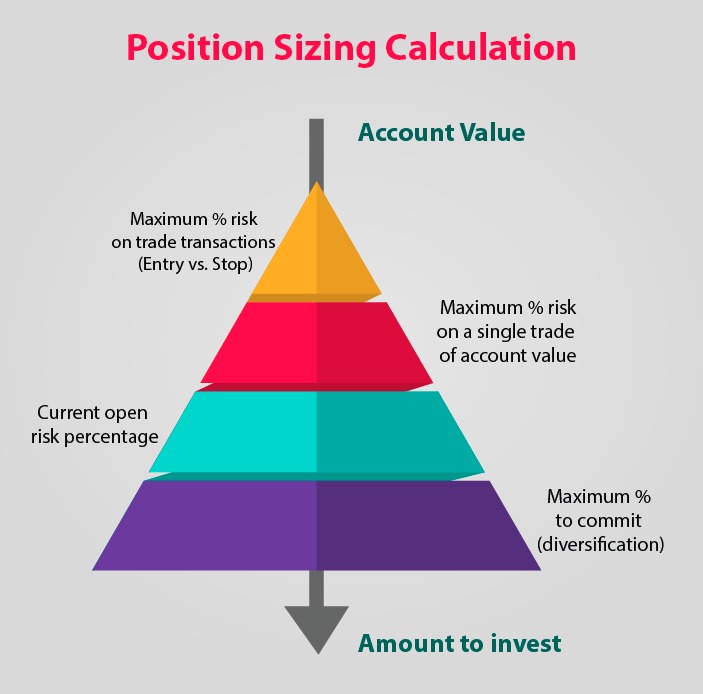 Position Sizing Calculation
Account Value
Maximum % risk
on trade transactions
(Entry vs. Stop)
Maximum % risk
on a single trade
of account value
Current open
risk percentage
Maximum %
to commit
(diversification)
Amount to invest